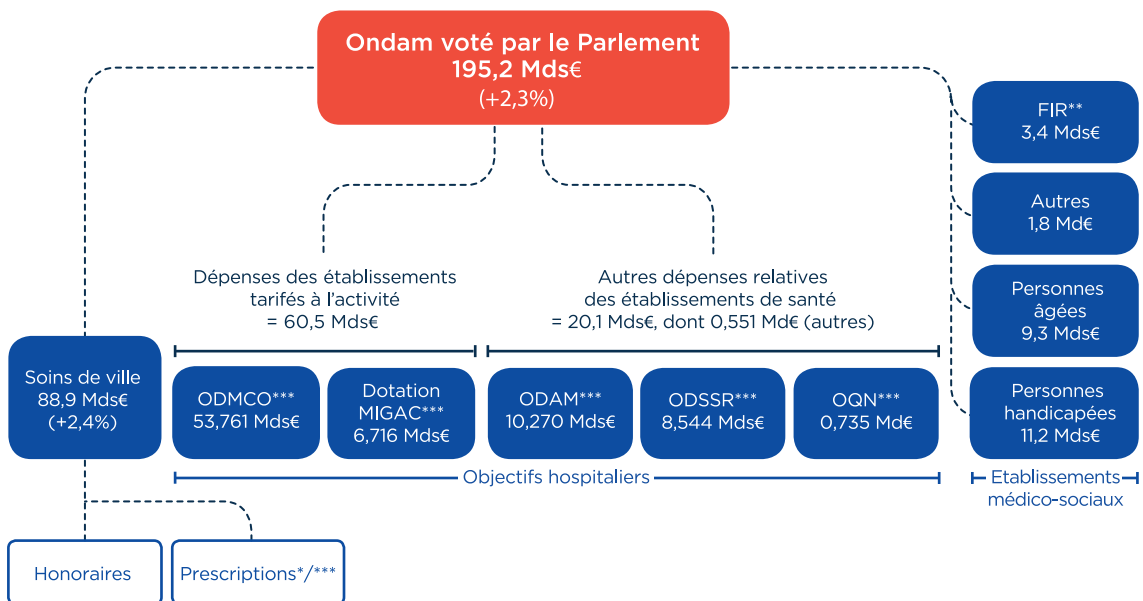 Ondam voté par le Parlement
195,2 Mds€
(+2,3%)
FIR**
3,4 Mds€
Autres
1,8 Md€
Personnes
âgées
9,3 Mds€
Personnes
handicapées
11,2 Mds€
Etablissements
médico-sociaux
Dépenses des établissements
tarifés à l'activité
= 60,5 Mds€
Autres dépenses relatives
des établissements de santé
= 20,1 Mds€, dont 0,551 Md€ (autres)
Soins de ville
88,9 Mds€
(+2,4%)
ODMCO***
53,761 Mds€
Dotation
MIGAC***
6,716 Mds€
ODAM***
10,270 Mds€
ODSSR***
8,544 Mds€
OQN***
0,735 Md€
Objectifs hospitaliers
Honoraires
Prescriptions*/***